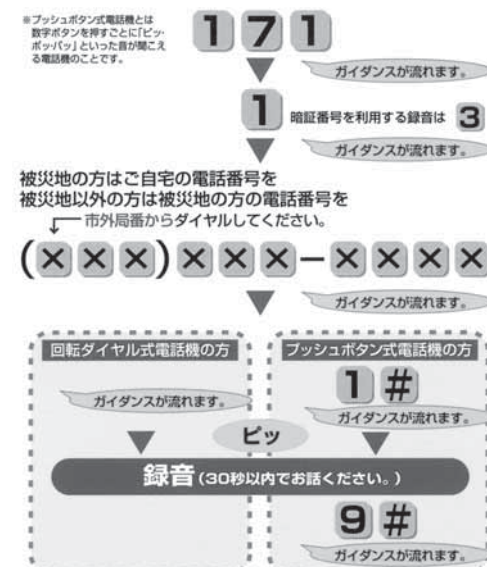 ※プッシュボタン式電話機とは
数字ボタンを押すごとに「ピッ・
ポッ・パッ」といった音が聞こえ
る電話機のことです。
171
ガイダンスが流れます。
1 暗証番号を利用する録音は 3
ガイダンスが流れます。
被災地の方はご自宅の電話番号を
被災地以外の方は被災地の方の電話番号を
市外局番からダイヤルしてください。
(×××)×××−××××
ガイダンスが流れます。
回転ダイヤル式電話機の方
プッシュボタン式電話機の方
1#
ガイダンスが流れます。
ガイダンスが流れます。
ピッ
録音(30秒以内でお話ください。)
9#
ガイダンスが流れます。